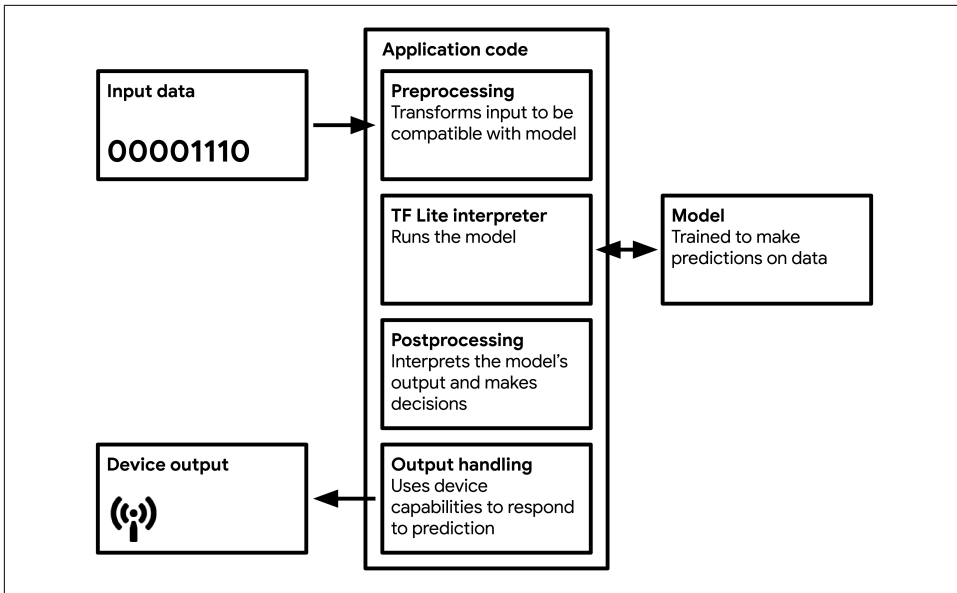 Application code
Input data
00001110
Preprocessing
Transforms input to be
compatible with model
TF Lite interpreter
Runs the model
Model
Trained to make
predictions on data
Postprocessing
Interprets the model's
output and makes
decisions
Device output
Output handling
Uses device
capabilities to respond
to prediction